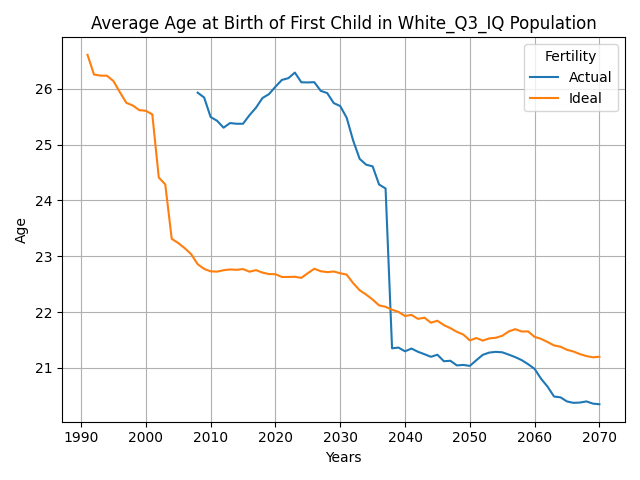 Average Age at Birth of First Child in White_Q3_IQ Population
Fertility
Actual
Ideal
Age
26
25
24
23
22
21
1990
2000
2010
2020
2030
2040
2050
2060
2070
Years